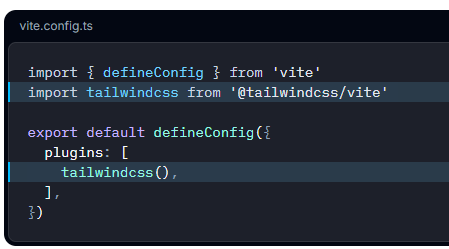 vite.config.ts
import { defineConfig } from 'vite'
import tailwindcss from '@tailwindcss/vite'
export default defineConfig({
  plugins: [
    tailwindcss(),
  ],
})